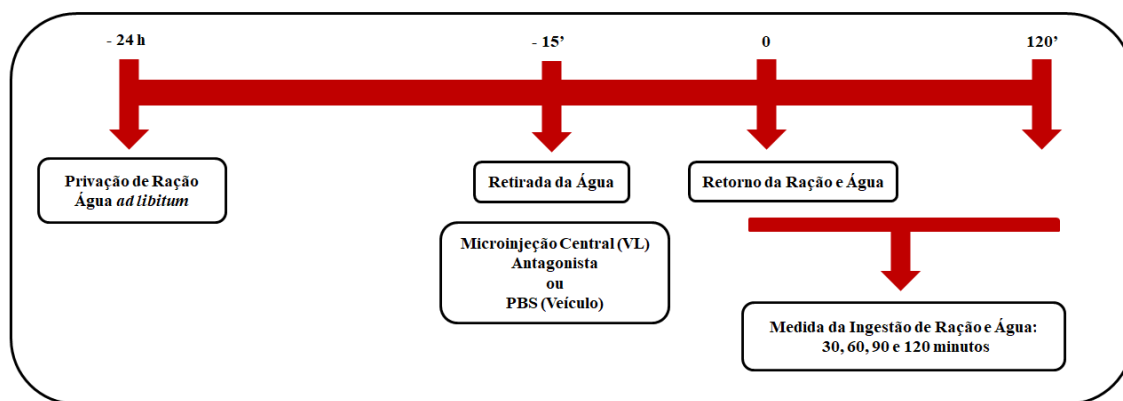 - 24 h
- 15’
0
120’
Privação de Ração
Água ad libitum
Retirada da Água
Retorno da Ração e Água
Microinjeção Central (VL)
Antagonista
ou
PBS (Veículo)
Medida da Ingestão de Ração e Água:
30, 60, 90 e 120 minutos